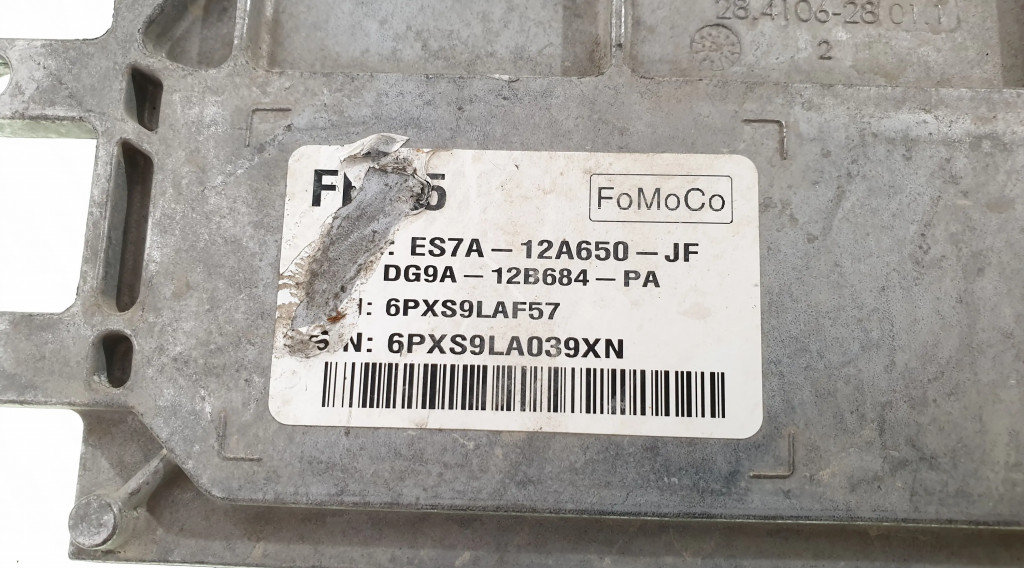 28.4106-28 01.1
2
FoMoCo
ES7A-12A650-JF
DG9A-12B684-PA
6PXS9LAF57
N: 6PXS9LA039XN